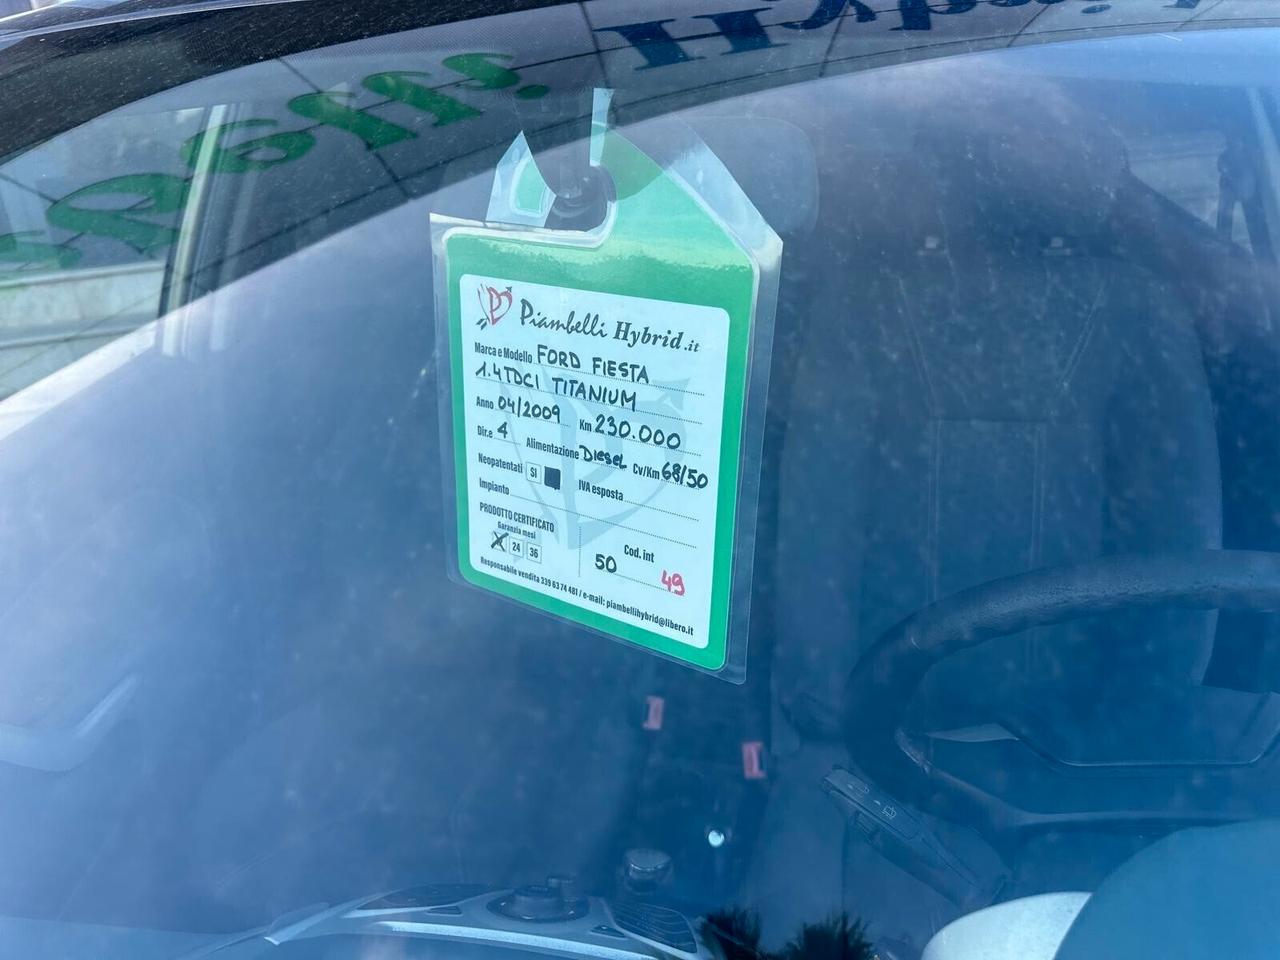 Piambelli Hybrid.it
Marca e Modello FORD FIESTA
1.4TDCI TITANIUM
Anno 04/2009 Km 230.000
Dir.e 4 Alimentazione DIESEL Cv/Km 68/50
Neopatentati SI IVA esposta
Impianto
PRODOTTO CERTIFICATO
Garanzia mesi
24 36
50 Cod. int 49
Responsabile vendita 339 63 74 481 / e-mail: piambellihybrid@libero.it